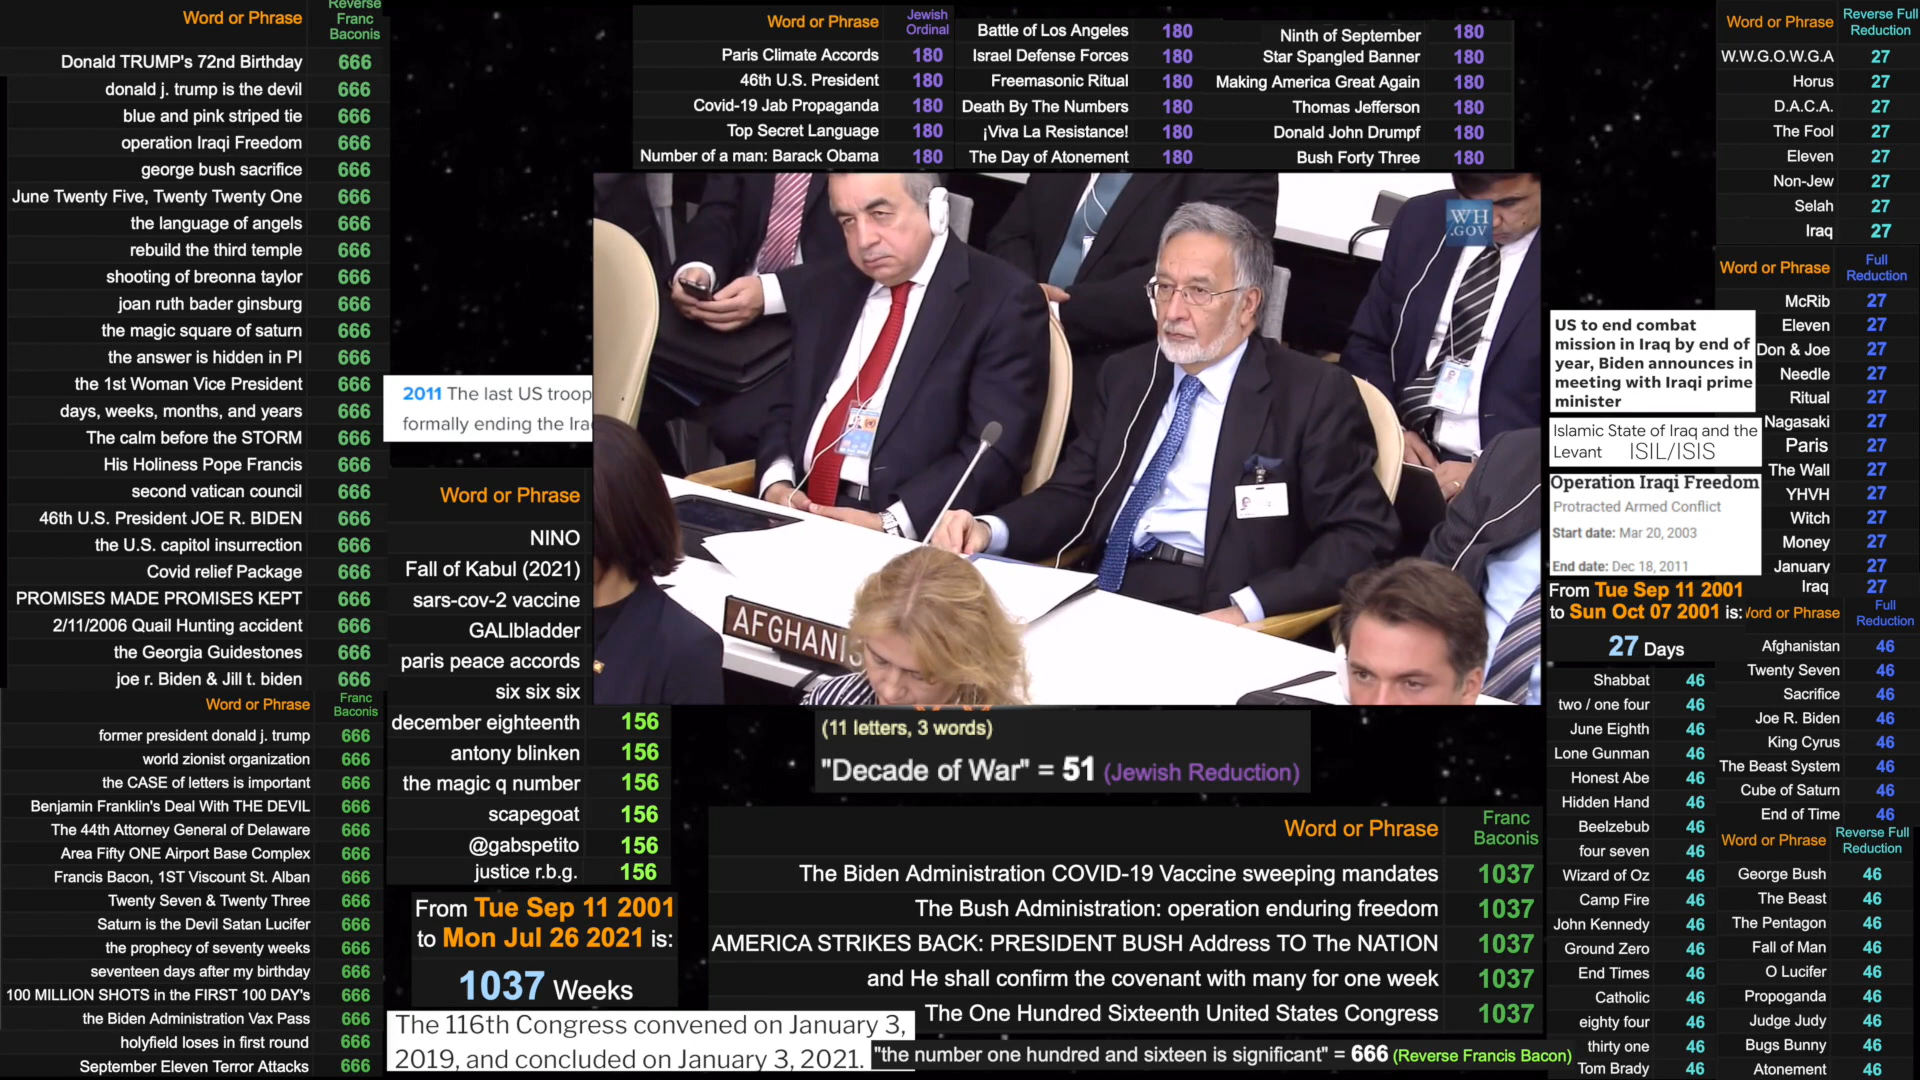 Word or Phrase
Reverse Franc Baconis
Donald TRUMP's 72nd Birthday 666
donald j. trump is the devil 666
blue and pink striped tie 666
operation Iraqi Freedom 666
george bush sacrifice 666
June Twenty Five, Twenty Twenty One 666
the language of angels 666
rebuild the third temple 666
shooting of breonna taylor 666
joan ruth bader ginsburg 666
the magic square of saturn 666
the answer is hidden in PI 666
the 1st Woman Vice President 666
days, weeks, months, and years 666
The calm before the STORM 666
His Holiness Pope Francis 666
second vatican council 666
46th U.S. President JOE R. BIDEN 666
the U.S. capitol insurrection 666
Covid relief Package 666
PROMISES MADE PROMISES KEPT 666
2/11/2006 Quail Hunting accident 666
the Georgia Guidestones 666
joe r. Biden & Jill t. biden 666
Word or Phrase
Franc Baconis
former president donald j. trump 666
world zionist organization 666
the CASE of letters is important 666
Benjamin Franklin's Deal With THE DEVIL 666
The 44th Attorney General of Delaware 666
Area Fifty ONE Airport Base Complex 666
Francis Bacon, 1ST Viscount St. Alban 666
Twenty Seven & Twenty Three 666
Saturn is the Devil Satan Lucifer 666
the prophecy of seventy weeks 666
seventeen days after my birthday 666
100 MILLION SHOTS in the FIRST 100 DAY's 666
the Biden Administration Vax Pass 666
holyfield loses in first round 666
September Eleven Terror Attacks 666
Word or Phrase
Jewish Ordinal
Paris Climate Accords 180
46th U.S. President 180
Covid-19 Jab Propaganda 180
Top Secret Language 180
Number of a man: Barack Obama 180
Battle of Los Angeles 180
Israel Defense Forces 180
Freemasonic Ritual 180
Death By The Numbers 180
¡Viva La Resistance! 180
The Day of Atonement 180
Ninth of September 180
Star Spangled Banner 180
Making America Great Again 180
Thomas Jefferson 180
Donald John Drumpf 180
Bush Forty Three 180
WH
.GOV
AFGHANIS
2011 The last US troop
formally ending the Ira
Word or Phrase
NINO
Fall of Kabul (2021)
sars-cov-2 vaccine
GALlbladder
paris peace accords
six six six
december eighteenth 156
antony blinken 156
the magic q number 156
scapegoat 156
@gabspetito 156
justice r.b.g. 156
From Tue Sep 11 2001
to Mon Jul 26 2021 is:
1037 Weeks
The 116th Congress convened on January 3,
2019, and concluded on January 3, 2021.
(11 letters, 3 words)
"Decade of War" = 51 (Jewish Reduction)
Word or Phrase
Franc Baconis
The Biden Administration COVID-19 Vaccine sweeping mandates 1037
The Bush Administration: operation enduring freedom 1037
AMERICA STRIKES BACK: PRESIDENT BUSH Address TO The NATION 1037
and He shall confirm the covenant with many for one week 1037
The One Hundred Sixteenth United States Congress 1037
"the number one hundred and sixteen is significant" = 666 (Reverse Francis Bacon)
Word or Phrase
Reverse Full Reduction
W.W.G.O.W.G.A 27
Horus 27
D.A.C.A. 27
The Fool 27
Eleven 27
Non-Jew 27
Selah 27
Iraq 27
Word or Phrase
Full Reduction
McRib 27
Eleven 27
Don & Joe 27
Needle 27
Ritual 27
Nagasaki 27
Paris 27
The Wall 27
YHVH 27
Witch 27
Money 27
January 27
Iraq 27
US to end combat
mission in Iraq by end of
year, Biden announces in
meeting with Iraqi prime
minister
Islamic State of Iraq and the
Levant ISIL/ISIS
Operation Iraqi Freedom
Protracted Armed Conflict
Start date: Mar 20, 2003
End date: Dec 18, 2011
From Tue Sep 11 2001
to Sun Oct 07 2001 is:
27 Days
Shabbat 46
two / one four 46
June Eighth 46
Lone Gunman 46
Honest Abe 46
Hidden Hand 46
Beelzebub 46
four seven 46
Wizard of Oz 46
Camp Fire 46
John Kennedy 46
Ground Zero 46
End Times 46
Catholic 46
eighty four 46
thirty one 46
Tom Brady 46
Word or Phrase
Full Reduction
Afghanistan 46
Twenty Seven 46
Sacrifice 46
Joe R. Biden 46
King Cyrus 46
The Beast System 46
Cube of Saturn 46
End of Time 46
Word or Phrase
Reverse Full Reduction
George Bush 46
The Beast 46
The Pentagon 46
Fall of Man 46
O Lucifer 46
Propoganda 46
Judge Judy 46
Bugs Bunny 46
Atonement 46